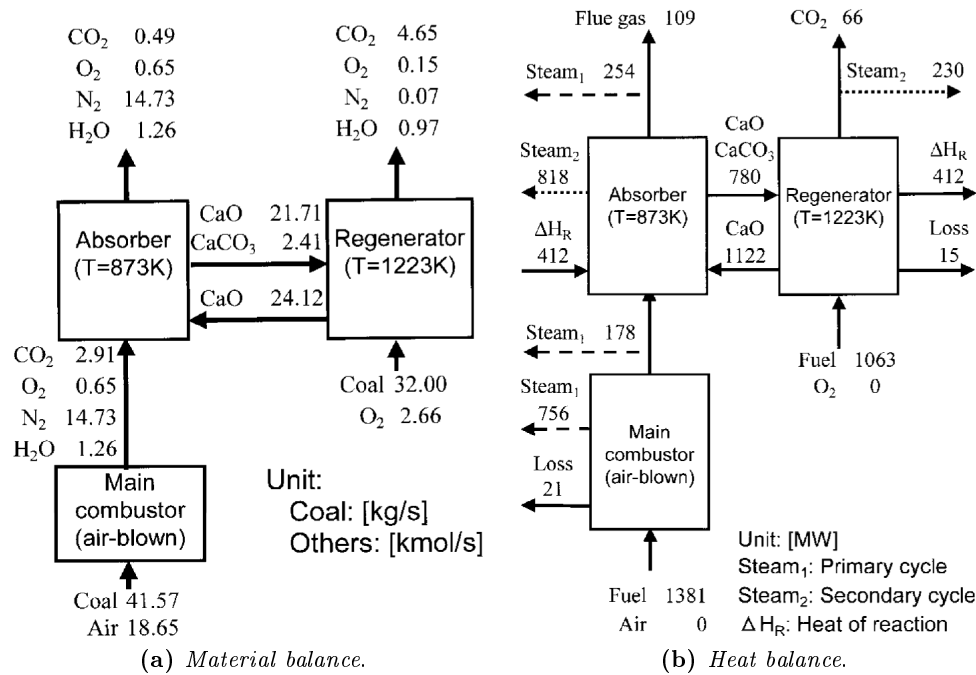 CO₂ 0.49
O₂ 0.65
N₂ 14.73
H₂O 1.26
CO₂ 4.65
O₂ 0.15
N₂ 0.07
H₂O 0.97
Absorber
(T=873K)
CaO 21.71
CaCO₃ 2.41
CaO 24.12
Regenerator
(T=1223K)
CO₂ 2.91
O₂ 0.65
N₂ 14.73
H₂O 1.26
Coal 32.00
O₂ 2.66
Main
combustor
(air-blown)
Unit:
Coal: [kg/s]
Others: [kmol/s]
Coal 41.57
Air 18.65
(a) Material balance.
Flue gas 109
CO₂ 66
Steam₁ 254
Steam₂ 230
Steam₂
818
Absorber
(T=873K)
ΔH_R
412
CaO
CaCO₃
780
CaO
1122
Regenerator
(T=1223K)
ΔH_R
412
Loss
15
Steam₁ 178
Fuel 1063
O₂ 0
Steam₁
756
Loss
21
Main
combustor
(air-blown)
Fuel 1381
Air 0
Unit: [MW]
Steam₁: Primary cycle
Steam₂: Secondary cycle
ΔH_R: Heat of reaction
(b) Heat balance.